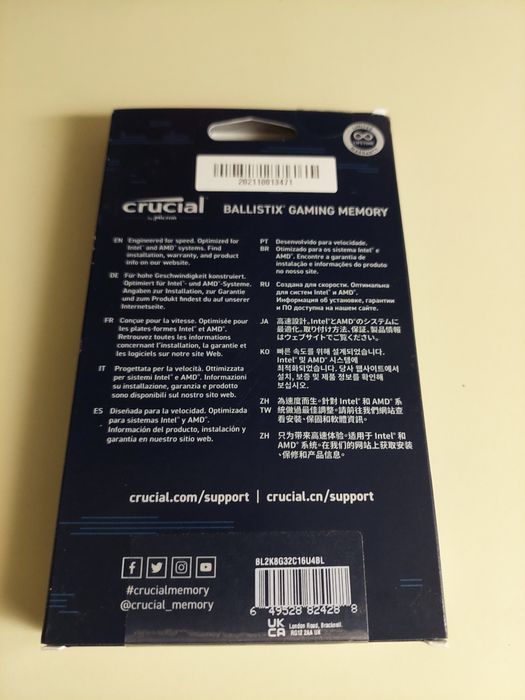 LIMITED
LIFETIME
WARRANTY
202110013471
crucial
by Micron
BALLISTIX® GAMING MEMORY
EN Engineered for speed. Optimized for
Intel® and AMD® systems. Find
installation, warranty, and product
info on our website.
DE Für hohe Geschwindigkeit konstruiert.
Optimiert für Intel®- und AMD®-Systeme.
Angaben zur Installation, zur Garantie
und zum Produkt findest du auf unserer
Internetseite.
FR Conçue pour la vitesse. Optimisée pour
les plates-formes Intel® et AMD®.
Retrouvez toutes les informations
concernant l'installation, la garantie et
les logiciels sur notre site Web.
IT Progettata per la velocità. Ottimizzata
per sistemi Intel® e AMD®. Informazioni
su installazione, garanzia e prodotto
sono disponibili sul nostro sito web.
ES Diseñada para la velocidad. Optimizada
para sistemas Intel® y AMD®.
Información del producto, instalación y
garantía en nuestro sitio web.
PT Desenvolvido para velocidade.
BR Otimizado para os sistema Intel® e
AMD®. Encontre a garantia de
instalação e informações do produto
no nosso site.
RU Создана для скорости. Оптимальна
для систем Intel® и AMD®.
Информация об установке, гарантии
и ПО доступна на нашем сайте.
JA 高速設計。Intel®とAMD®のシステムに
最適化。取り付け方法、保証、製品情報
はウェブサイトでご覧ください。
KO 빠른 속도를 위해 설계되었습니다.
Intel® 및 AMD® 시스템에
최적화되었습니다. 당사 웹사이트에서
설치, 보증 및 제품 정보를 확인해
보십시오.
ZH 為速度而生。針對 Intel® 和 AMD® 系
TW 統做過最佳調整。請前往我們網站查
看安裝、保固和軟體資訊。
ZH 只为带来高速体验。适用于 Intel® 和
AMD® 系统。在我们的网站上获取安装
、保修和产品信息。
crucial.com/support | crucial.cn/support
#crucialmemory
@crucial_memory
BL2K8G32C16U4BL
6 49528 82428 8
UK
CA
London Road, Bracknell.
RG12 2AA UK